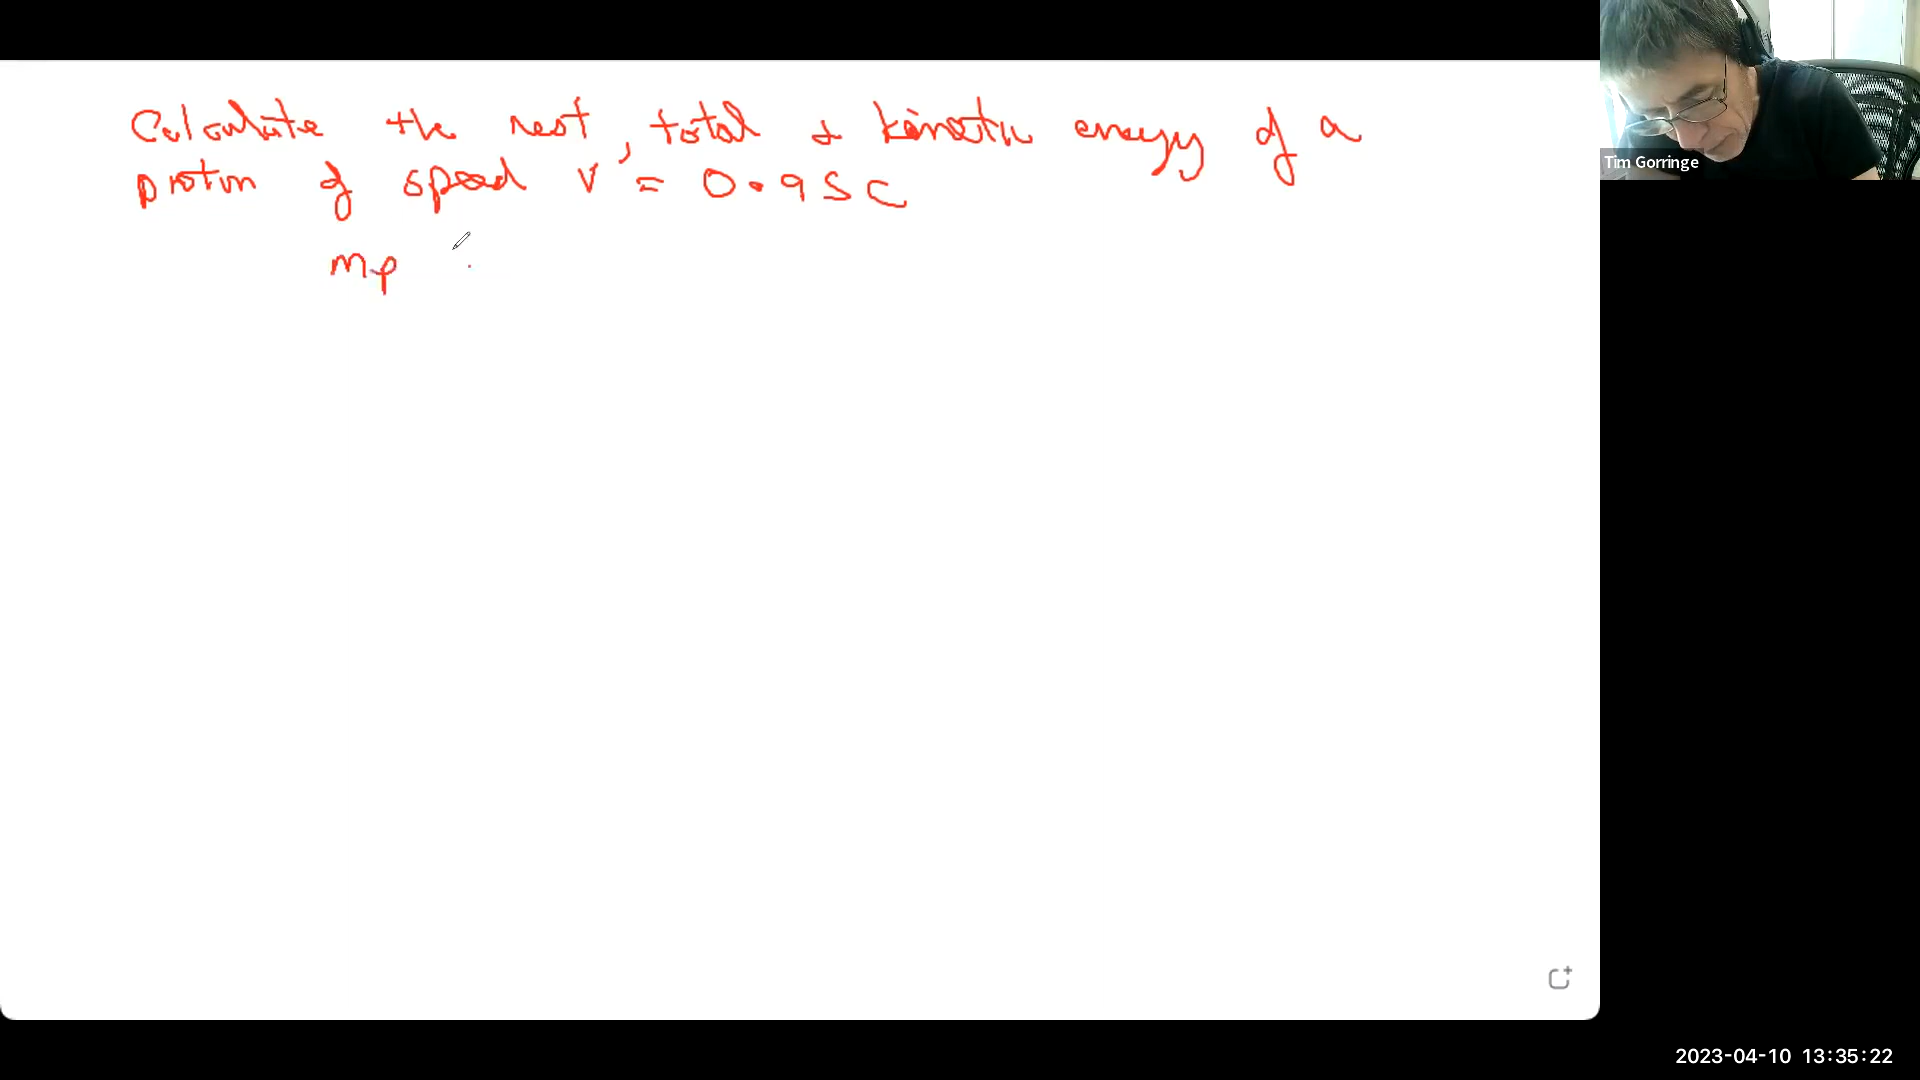 Calculate the rest, total & kinetic energy of a
proton of speed v = 0.95 c
mp
Tim Gorringe
2023-04-10 13:35:22